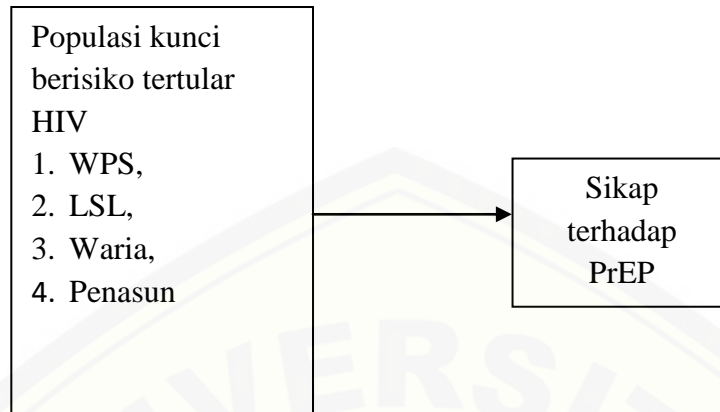 Populasi kunci
berisiko tertular
HIV
1. WPS,
2. LSL,
3. Waria,
4. Penasun
Sikap
terhadap
PrEP